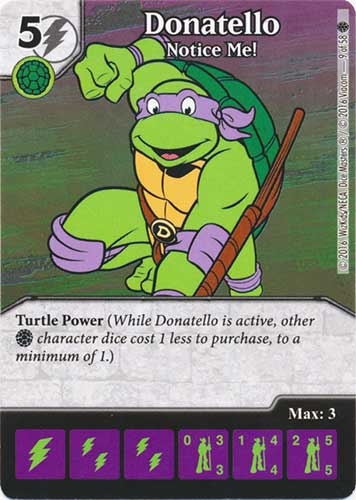 5
Donatello
Notice Me!
© 2016 WizKids/NECA. Dice Masters ® / © 2016 Viacom — 9 of 58
D
Turtle Power (While Donatello is active, other
character dice cost 1 less to purchase, to a
minimum of 1.)
Max: 3
0 3 3
1 4 4
2 5 5